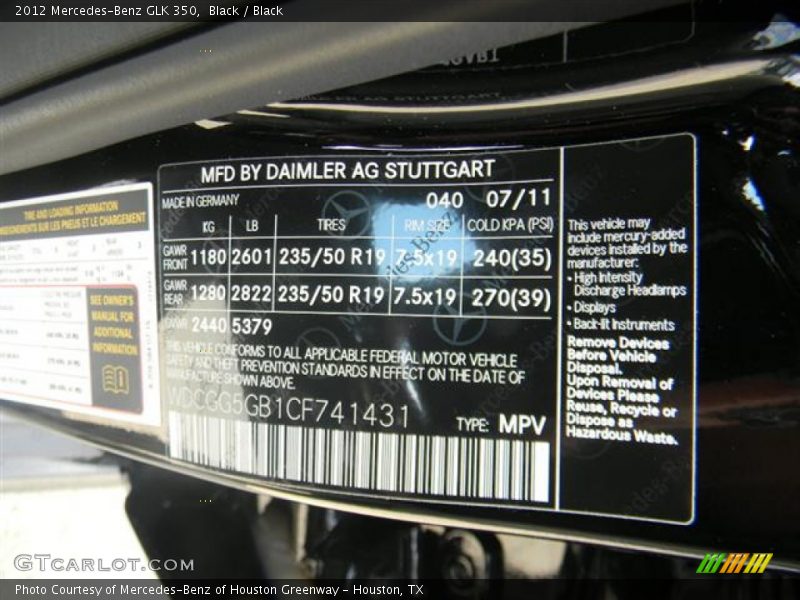 2012 Mercedes-Benz GLK 350,  Black / Black
MFD BY DAIMLER AG STUTTGART
MADE IN GERMANY 040 07/11
KG LB TIRES RIM SIZE COLD KPA (PSI)
GAWR FRONT 1180 2601 235/50 R19 7.5x19 240(35)
GAWR REAR 1280 2822 235/50 R19 7.5x19 270(39)
GVWR 2440 5379
THIS VEHICLE CONFORMS TO ALL APPLICABLE FEDERAL MOTOR VEHICLE
SAFETY AND THEFT PREVENTION STANDARDS IN EFFECT ON THE DATE OF
MANUFACTURE SHOWN ABOVE.
WDCGG5GB1CF741431 TYPE: MPV
This vehicle may
include mercury-added
devices installed by the
manufacturer:
• High Intensity
Discharge Headlamps
• Displays
• Back-lit Instruments
Remove Devices
Before Vehicle
Disposal.
Upon Removal of
Devices Please
Reuse, Recycle or
Dispose as
Hazardous Waste.
TIRE AND LOADING INFORMATION
RENSEIGNEMENTS SUR LES PNEUS ET LE CHARGEMENT
SEE OWNER'S
MANUAL FOR
ADDITIONAL
INFORMATION
GTcarlot.com
Photo Courtesy of Mercedes-Benz of Houston Greenway - Houston, TX